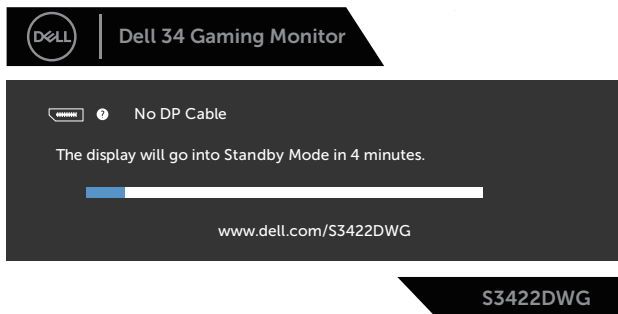 DELL
Dell 34 Gaming Monitor
? No DP Cable
The display will go into Standby Mode in 4 minutes.
www.dell.com/S3422DWG
S3422DWG